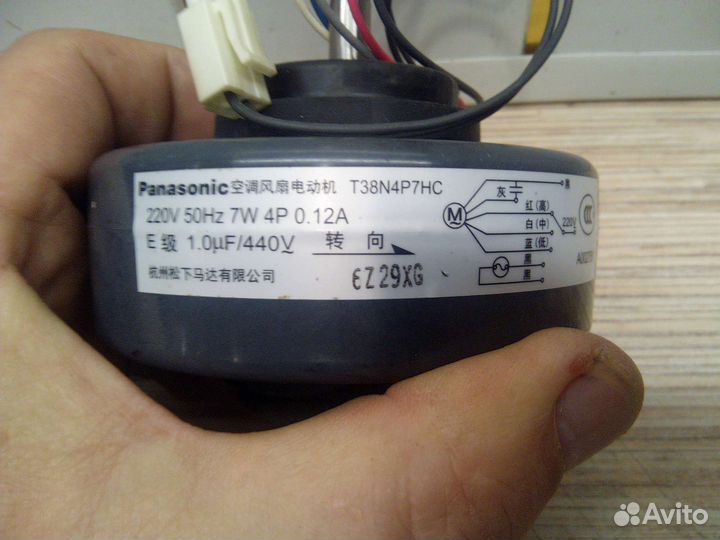 Panasonic 空调风扇电动机 T38N4P7HC
220V 50Hz 7W 4P 0.12A
E 级 1.0μF/440V 转 向
杭州松下马达有限公司
EZ29XG
M
黑
灰
红(高)
白(中)
220V
蓝(低)
黑
黑
CCC
Avito